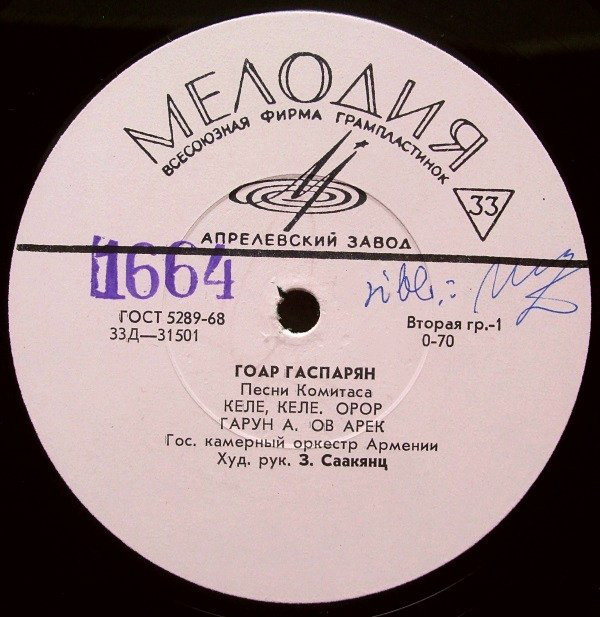 МЕЛОДИЯ
ВСЕСОЮЗНАЯ ФИРМА ГРАМПЛАСТИНОК
33
АПРЕЛЕВСКИЙ ЗАВОД
1664
ГОСТ 5289-68
33Д—31501
Вторая гр.-1
0-70
ГОАР ГАСПАРЯН
Песни Комитаса
КЕЛЕ, КЕЛЕ. ОРОР
ГАРУН А. ОВ АРЕК
Гос. камерный оркестр Армении
Худ. рук. З. Саакянц